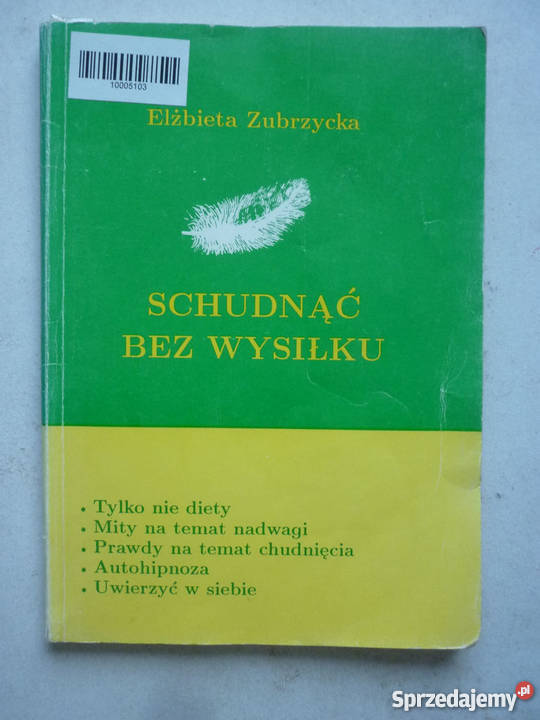 10005103
Elżbieta Zubrzycka
SCHUDNĄĆ
BEZ WYSIŁKU
• Tylko nie diety
• Mity na temat nadwagi
• Prawdy na temat chudnięcia
• Autohipnoza
• Uwierzyć w siebie
Sprzedajemy.pl